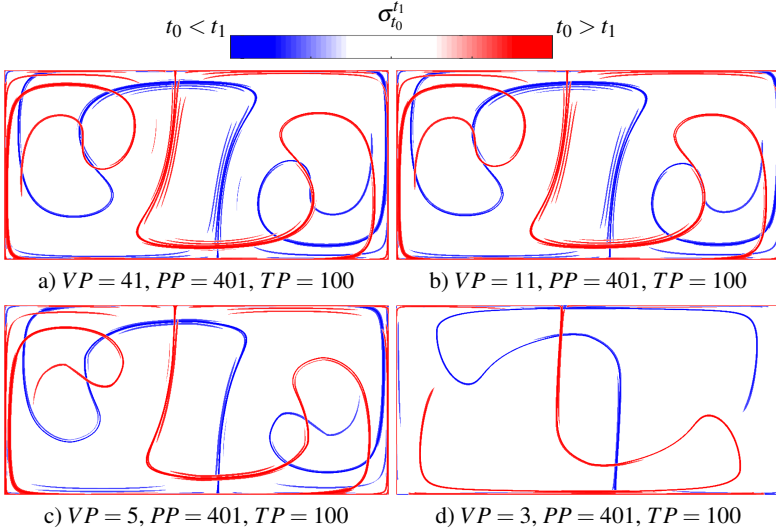 t₀ < t₁ σ_{t₀}^{t₁} t₀ > t₁
a) VP = 41, PP = 401, TP = 100 b) VP = 11, PP = 401, TP = 100
c) VP = 5, PP = 401, TP = 100 d) VP = 3, PP = 401, TP = 100